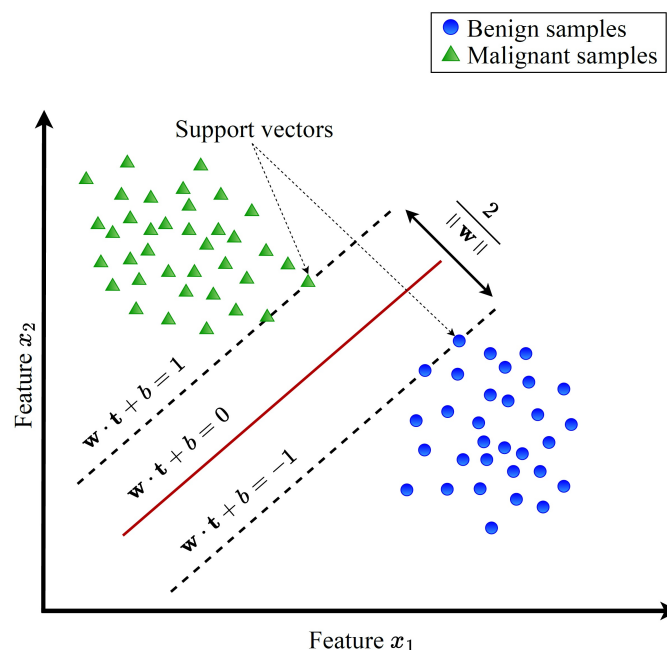 Benign samples
Malignant samples
Support vectors
2
‖w‖
w · t + b = 1
w · t + b = 0
w · t + b = −1
Feature x₂
Feature x₁